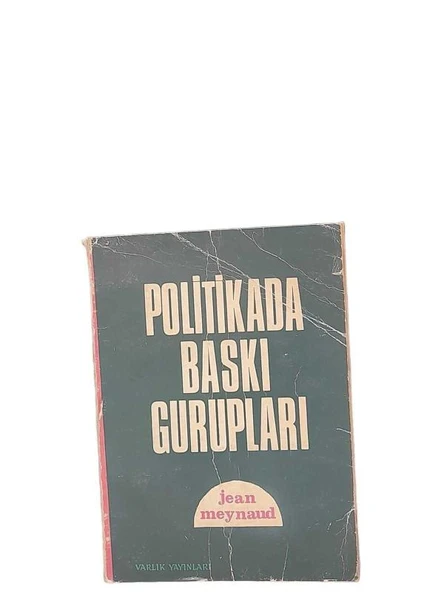 POLİTİKADA
BASKI
GURUPLARI
jean
meynaud
VARLIK YAYINLARI